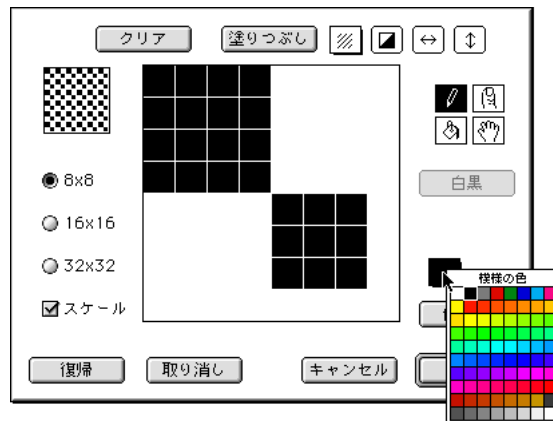 クリア
塗りつぶし
8x8
16x16
32x32
スケール
白黒
模様の色
復帰
取り消し
キャンセル